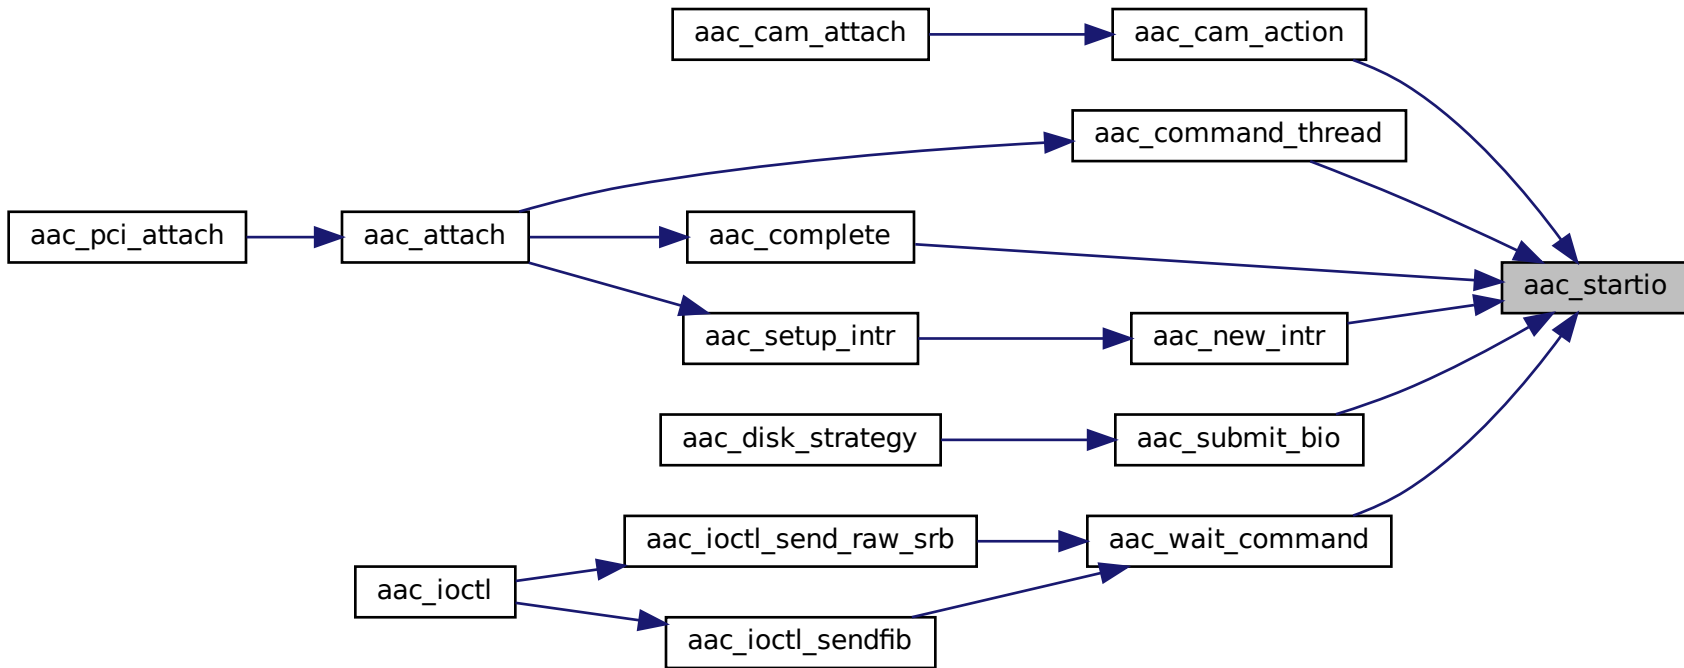 aac_cam_attach
aac_cam_action
aac_command_thread
aac_pci_attach
aac_attach
aac_complete
aac_startio
aac_setup_intr
aac_new_intr
aac_disk_strategy
aac_submit_bio
aac_ioctl_send_raw_srb
aac_wait_command
aac_ioctl
aac_ioctl_sendfib